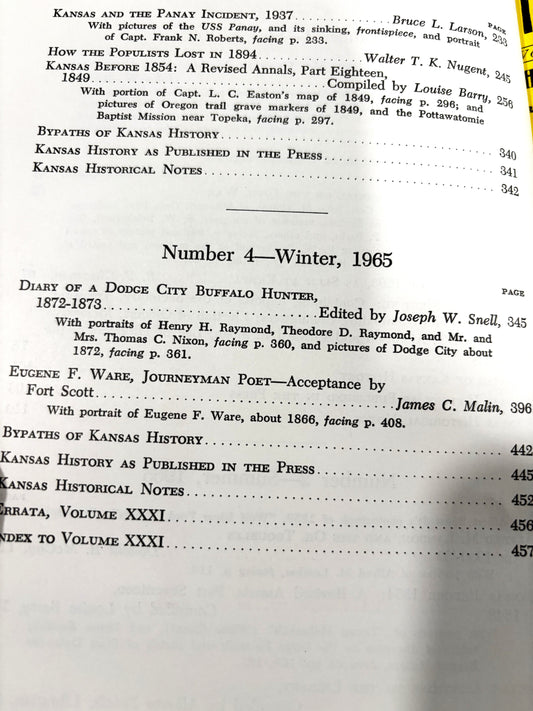 PAGE
KANSAS AND THE PANAY INCIDENT, 1937 . . . . . . . . . . Bruce L. Larson, 233
With pictures of the USS Panay, and its sinking, frontispiece, and portrait
of Capt. Frank N. Roberts, facing p. 233.
HOW THE POPULISTS LOST IN 1894 . . . . . . . . . . Walter T. K. Nugent, 245
KANSAS BEFORE 1854: A REVISED ANNALS, PART EIGHTEEN,
1849 . . . . . . . . . . Compiled by Louise Barry, 256
With portion of Capt. L. C. Easton's map of 1849, facing p. 296; and
pictures of Oregon trail grave markers of 1849, and the Pottawatomie
Baptist Mission near Topeka, facing p. 297.
BYPATHS OF KANSAS HISTORY . . . . . . . . . . 340
KANSAS HISTORY AS PUBLISHED IN THE PRESS . . . . . . . . . . 341
KANSAS HISTORICAL NOTES . . . . . . . . . . 342
Number 4—Winter, 1965
PAGE
DIARY OF A DODGE CITY BUFFALO HUNTER,
1872-1873 . . . . . . . . . . Edited by Joseph W. Snell, 345
With portraits of Henry H. Raymond, Theodore D. Raymond, and Mr. and
Mrs. Thomas C. Nixon, facing p. 360, and pictures of Dodge City about
1872, facing p. 361.
EUGENE F. WARE, JOURNEYMAN POET—ACCEPTANCE BY
FORT SCOTT . . . . . . . . . . James C. Malin, 396
With portrait of Eugene F. Ware, about 1866, facing p. 408.
BYPATHS OF KANSAS HISTORY . . . . . . . . . . 442
KANSAS HISTORY AS PUBLISHED IN THE PRESS . . . . . . . . . . 445
KANSAS HISTORICAL NOTES . . . . . . . . . . 452
ERRATA, VOLUME XXXI . . . . . . . . . . 456
NDEX TO VOLUME XXXI . . . . . . . . . . 457